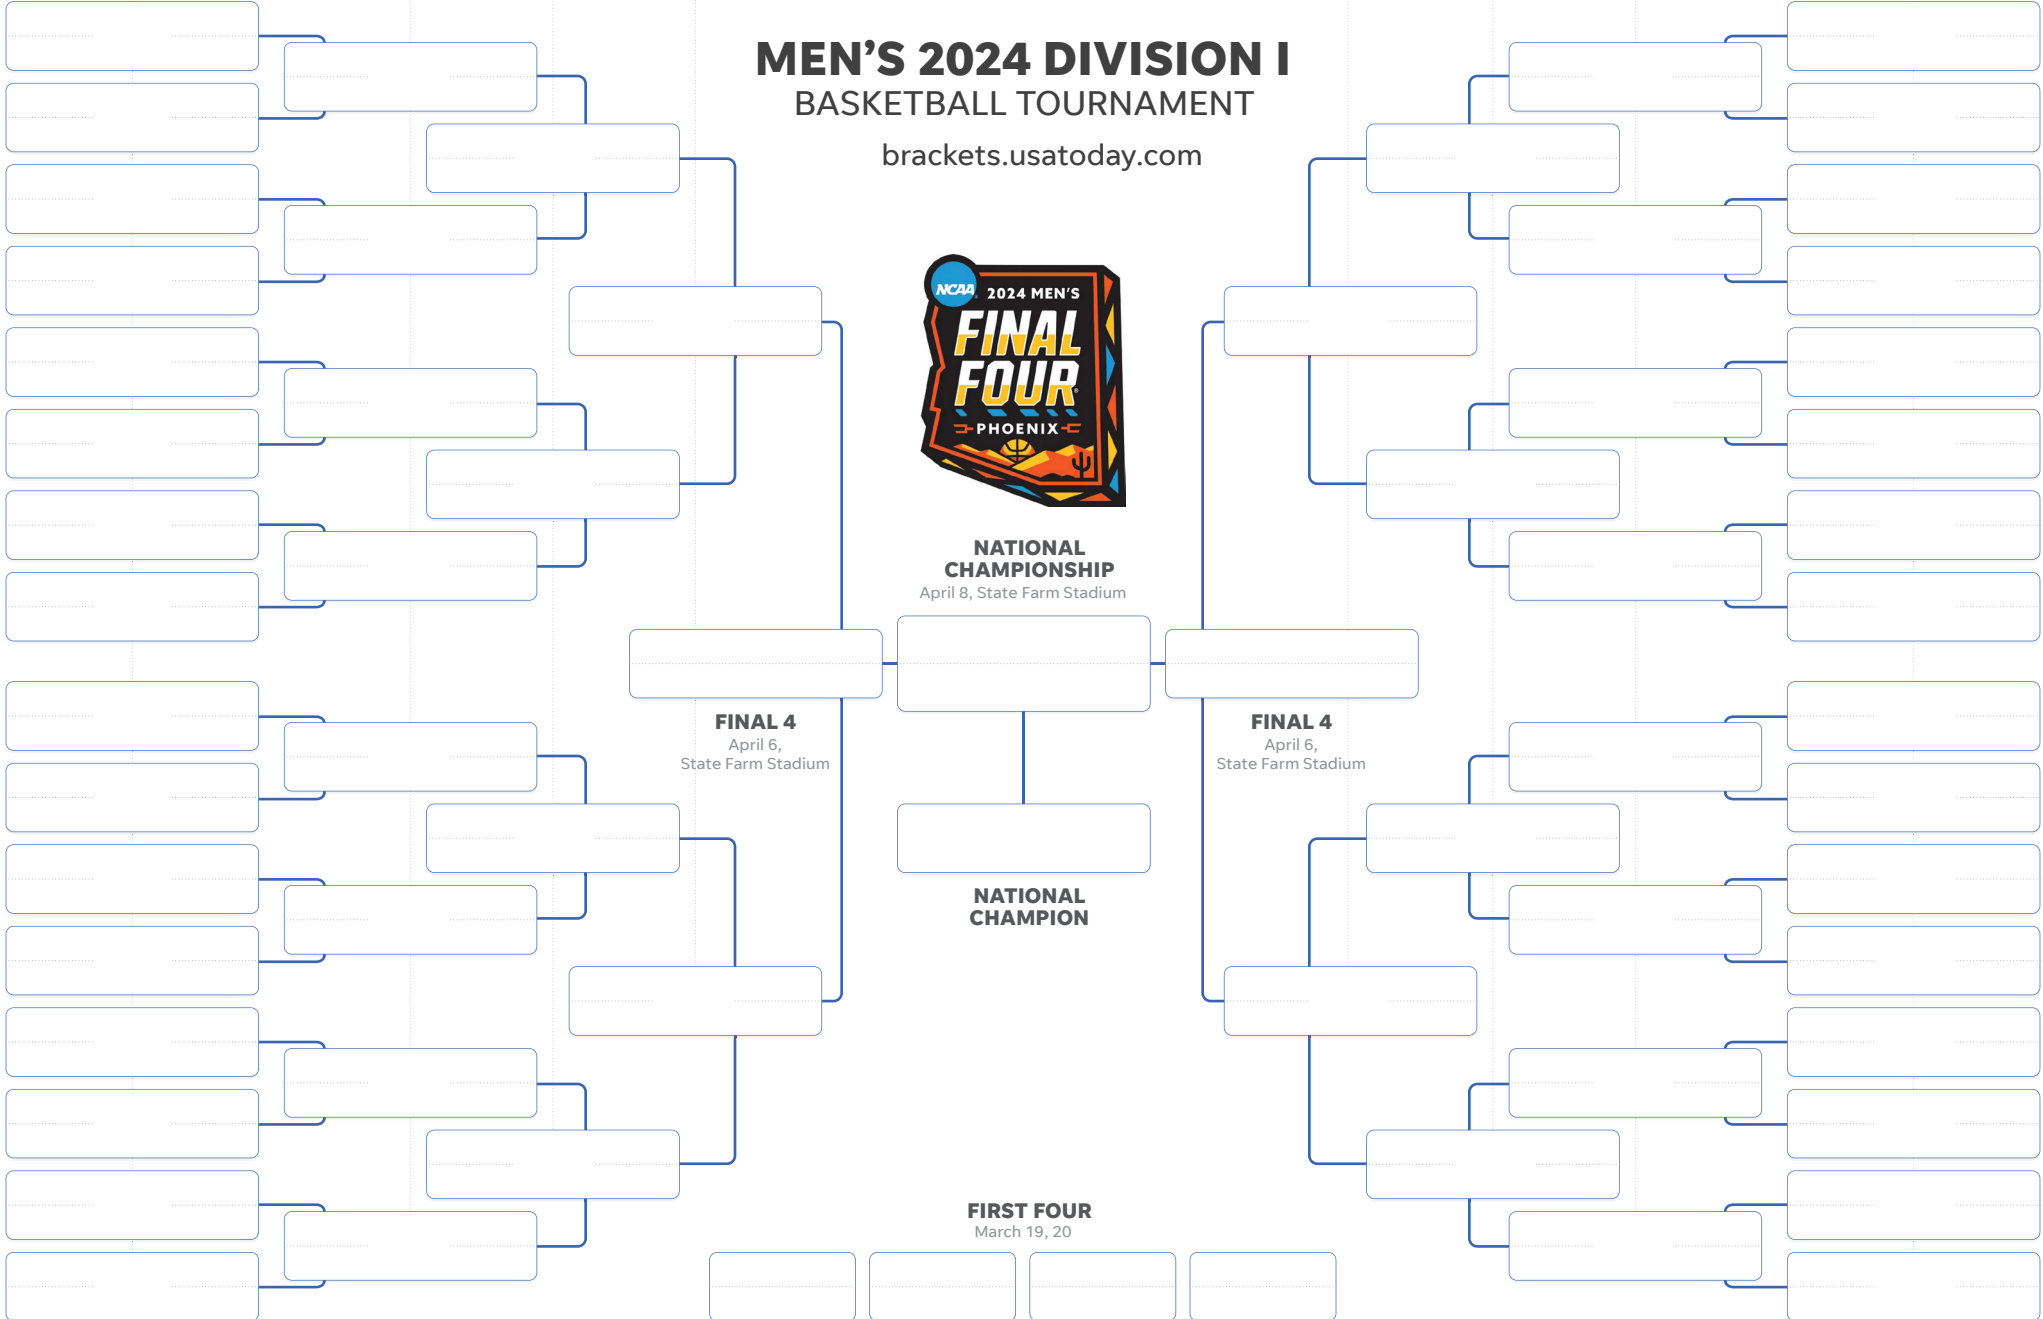 MEN’S 2024 DIVISION I
BASKETBALL TOURNAMENT
brackets.usatoday.com
NCAA
2024 MEN'S
FINAL
FOUR
PHOENIX
NATIONAL
CHAMPIONSHIP
April 8, State Farm Stadium
FINAL 4
April 6,
State Farm Stadium
FINAL 4
April 6,
State Farm Stadium
NATIONAL
CHAMPION
FIRST FOUR
March 19, 20